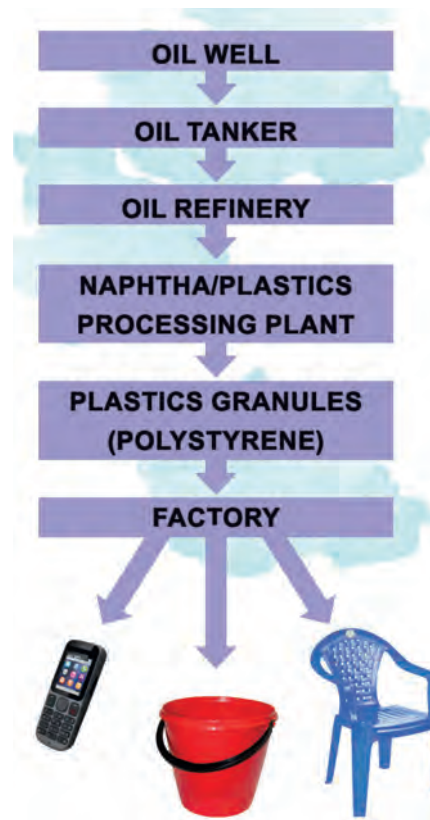 OIL WELL
OIL TANKER
OIL REFINERY
NAPHTHA/PLASTICS
PROCESSING PLANT
PLASTICS GRANULES
(POLYSTYRENE)
FACTORY